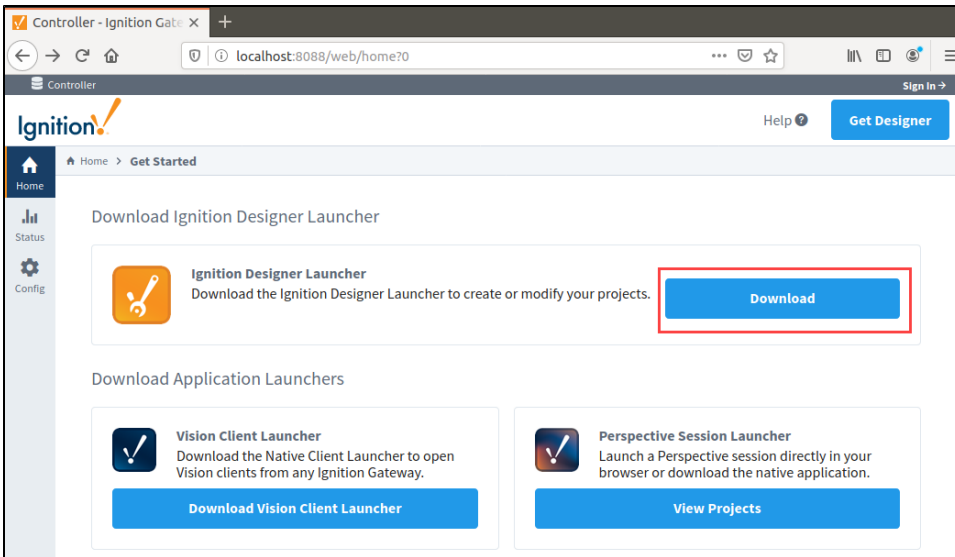 Controller - Ignition Gate
localhost:8088/web/home?0
Controller
Sign In →
Ignition!
Help ?
Get Designer
Home > Get Started
Home
Status
Config
Download Ignition Designer Launcher
Ignition Designer Launcher
Download the Ignition Designer Launcher to create or modify your projects.
Download
Download Application Launchers
Vision Client Launcher
Download the Native Client Launcher to open
Vision clients from any Ignition Gateway.
Download Vision Client Launcher
Perspective Session Launcher
Launch a Perspective session directly in your
browser or download the native application.
View Projects